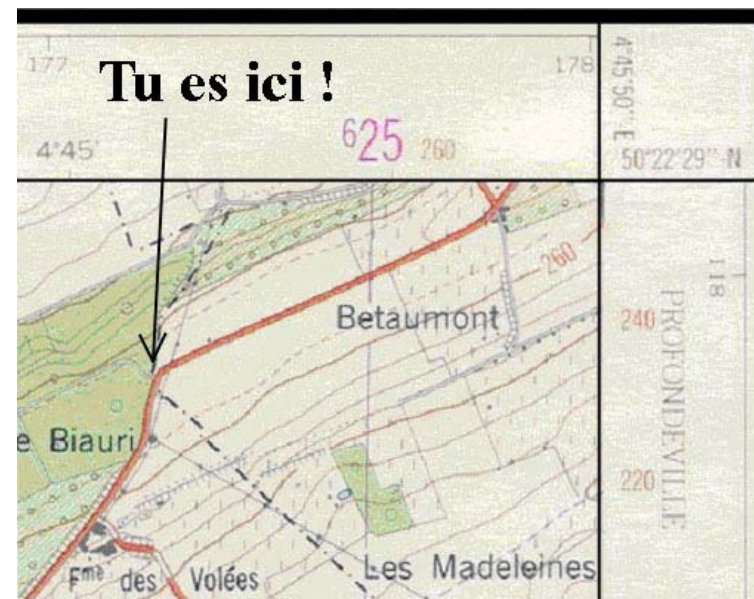 177
178
Tu es ici !
4°45'
⁶25
260
4°45'50" E
50°22'29" N
118
260
Betaumont
240
PROFONDEVILLE
e Biauri
220
Fᵐᵉ des Volées
Les Madeleines